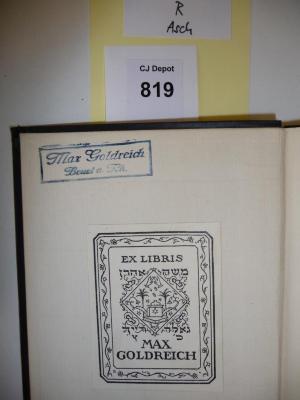 R
Asch
CJ Depot
819
Max Goldreich
EX LIBRIS
משה אהרן
MAX
GOLDREICH